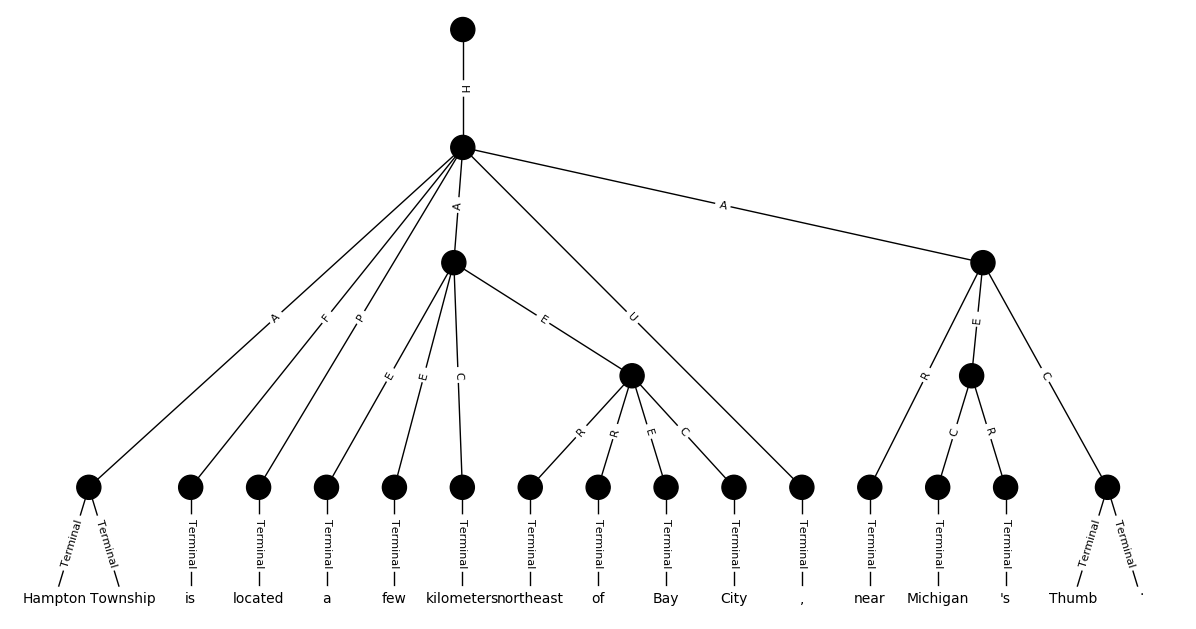 H
A
A
A F P U
E
E
E E C R C
R R E C C R
Terminal Terminal Terminal Terminal Terminal Terminal Terminal Terminal Terminal Terminal Terminal Terminal Terminal Terminal Terminal Terminal Terminal
Hampton Township is located a few kilometers northeast of Bay City , near Michigan 's Thumb .